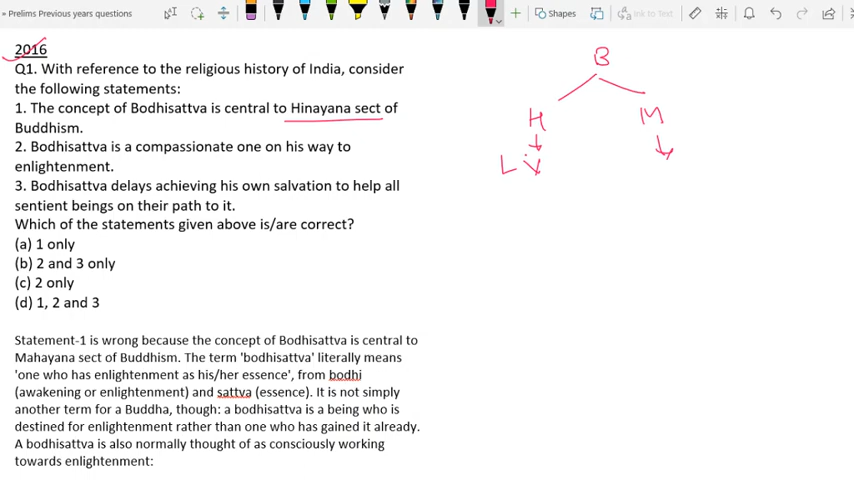 » Prelims Previous years questions
Shapes
Ink to Text
2016
Q1. With reference to the religious history of India, consider
the following statements:
1. The concept of Bodhisattva is central to Hinayana sect of
Buddhism.
2. Bodhisattva is a compassionate one on his way to
enlightenment.
3. Bodhisattva delays achieving his own salvation to help all
sentient beings on their path to it.
Which of the statements given above is/are correct?
(a) 1 only
(b) 2 and 3 only
(c) 2 only
(d) 1, 2 and 3
Statement-1 is wrong because the concept of Bodhisattva is central to
Mahayana sect of Buddhism. The term 'bodhisattva' literally means
'one who has enlightenment as his/her essence', from bodhi
(awakening or enlightenment) and sattva (essence). It is not simply
another term for a Buddha, though: a bodhisattva is a being who is
destined for enlightenment rather than one who has gained it already.
A bodhisattva is also normally thought of as consciously working
towards enlightenment:
B
H M